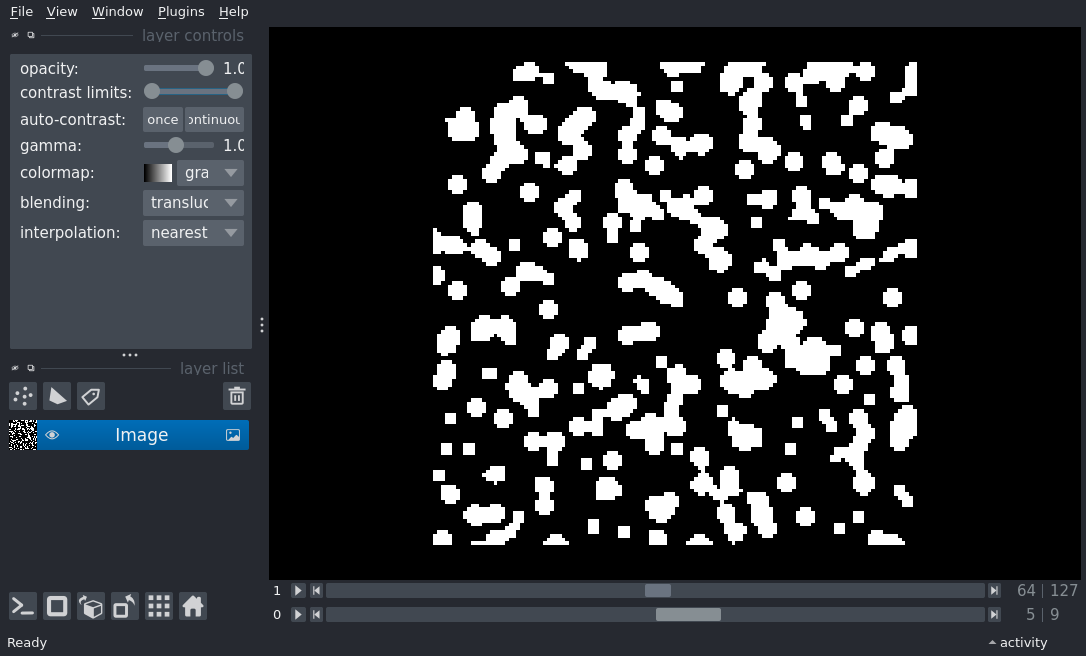 File View Window Plugins Help
layer controls
opacity: 1.0
contrast limits:
auto-contrast: once ontinuou
gamma: 1.0
colormap: gra
blending: transluc
interpolation: nearest
layer list
Image
1 64 | 127
0 5 | 9
Ready activity